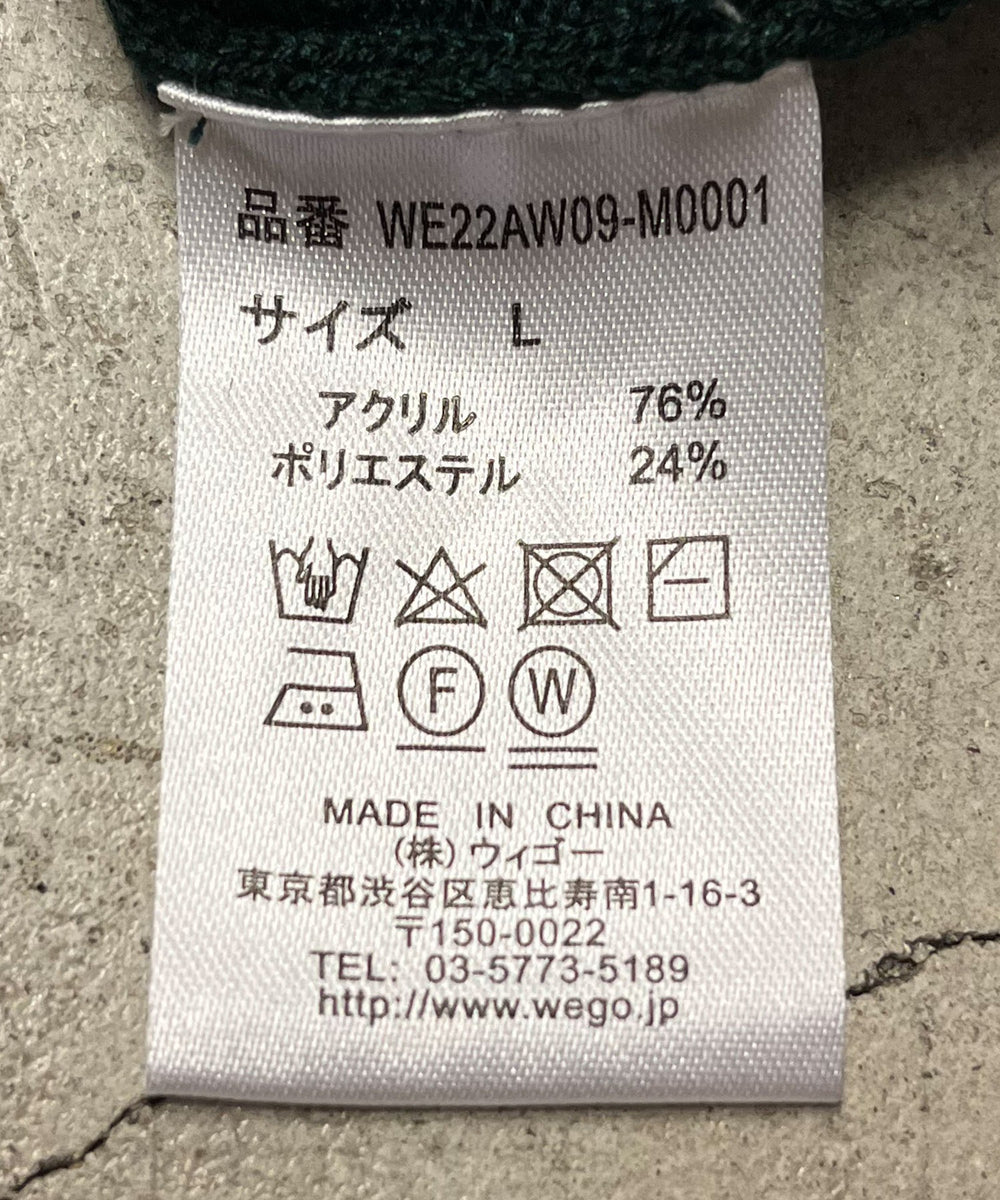 品番 WE22AW09-M0001
サイズ L
アクリル 76%
ポリエステル 24%
F W
MADE IN CHINA
(株)ウィゴー
東京都渋谷区恵比寿南1-16-3
〒150-0022
TEL: 03-5773-5189
http://www.wego.jp